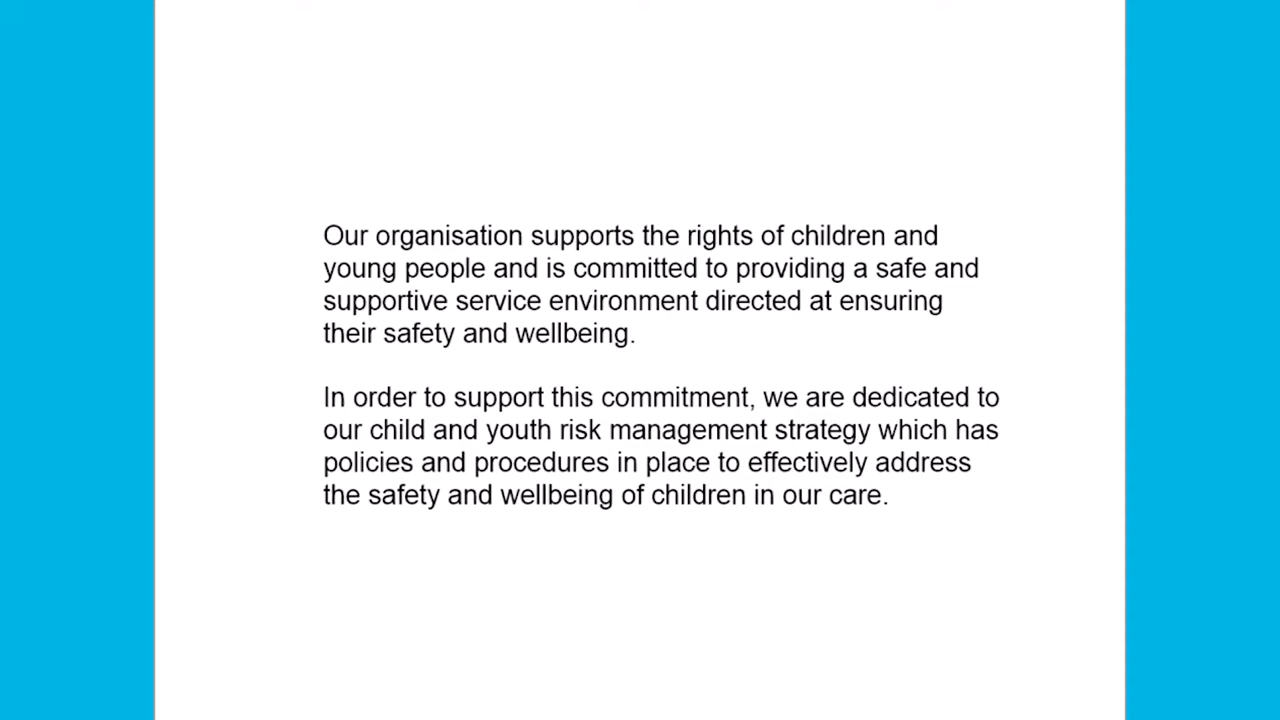 Our organisation supports the rights of children and
young people and is committed to providing a safe and
supportive service environment directed at ensuring
their safety and wellbeing.
In order to support this commitment, we are dedicated to
our child and youth risk management strategy which has
policies and procedures in place to effectively address
the safety and wellbeing of children in our care.